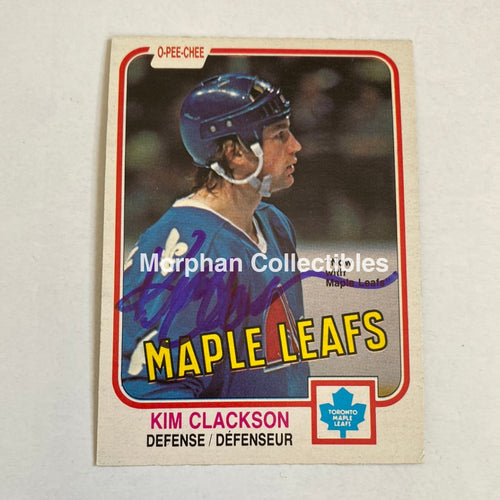 O-PEE-CHEE
Morphan Collectibles
"Now
with
Maple Leafs"
MAPLE LEAFS
KIM CLACKSON
DEFENSE / DÉFENSEUR
TORONTO
MAPLE
LEAFS